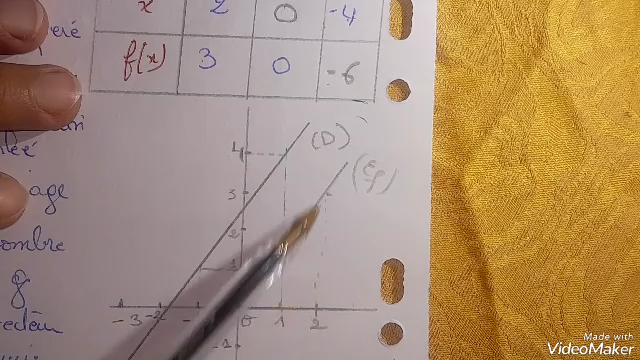 x 2 0 -4
f(x) 3 0 -6
éré
(D)
4
(Cf)
3
age
2
ombre
1
g
-3 -2 0 1 2
-1
Made with
VideoMaker